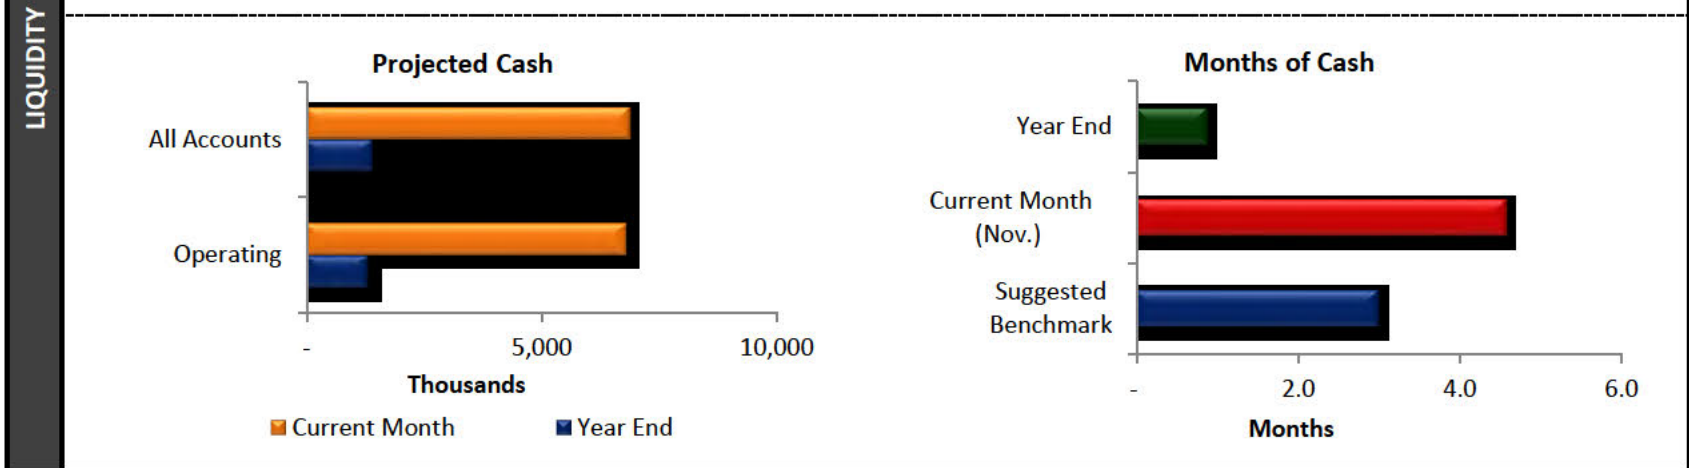 LIQUIDITY
Projected Cash
All Accounts
Operating
-
5,000
10,000
Thousands
Current Month
Year End
Months of Cash
Year End
Current Month
(Nov.)
Suggested
Benchmark
-
2.0
4.0
6.0
Months